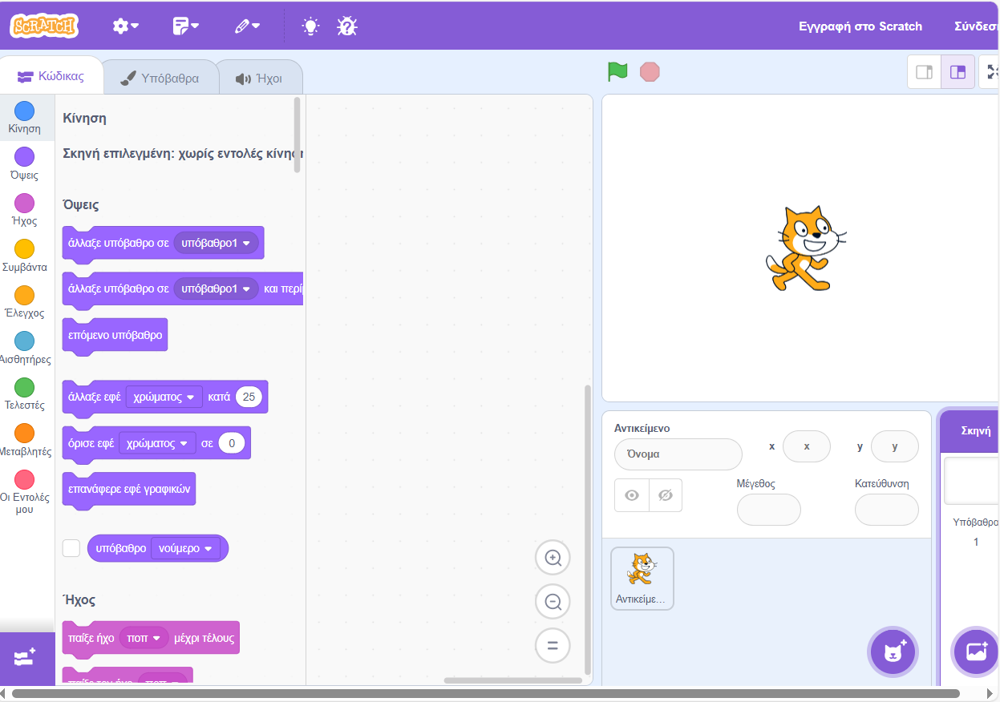 SCRATCH
Εγγραφή στο Scratch
Σύνδεσ
Κώδικας
Υπόβαθρα
Ήχοι
Κίνηση
Όψεις
Ήχος
Συμβάντα
Έλεγχος
Αισθητήρες
Τελεστές
Μεταβλητές
Οι Εντολές
μου
Κίνηση
Σκηνή επιλεγμένη: χωρίς εντολές κίνησ
Όψεις
άλλαξε υπόβαθρο σε υπόβαθρο1
άλλαξε υπόβαθρο σε υπόβαθρο1 και περί
επόμενο υπόβαθρο
άλλαξε εφέ χρώματος κατά 25
όρισε εφέ χρώματος σε 0
επανάφερε εφέ γραφικών
υπόβαθρο νούμερο
Ήχος
παίξε ήχο ποπ μέχρι τέλους
Αντικείμενο
Όνομα
x x y y
Μέγεθος
Κατεύθυνση
Αντικείμε...
Σκηνή
Υπόβαθρα
1